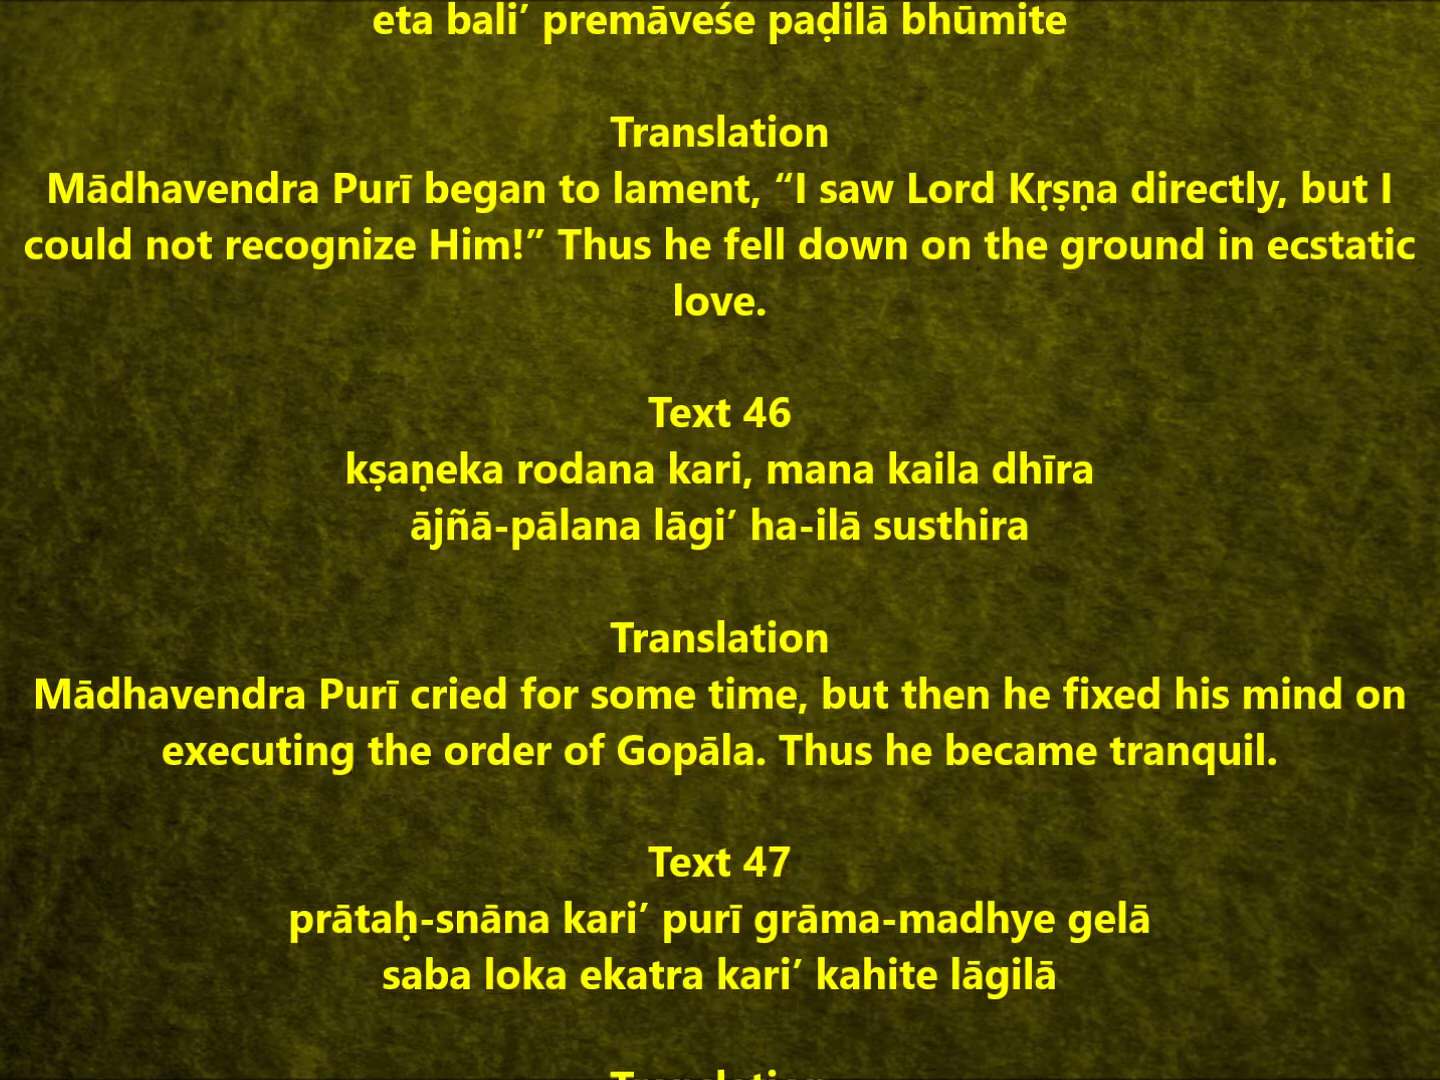 eta bali’ premāveśe paḍilā bhūmite
Translation
Mādhavendra Purī began to lament, “I saw Lord Kṛṣṇa directly, but I
could not recognize Him!” Thus he fell down on the ground in ecstatic
love.
Text 46
kṣaṇeka rodana kari, mana kaila dhīra
ājñā-pālana lāgi’ ha-ilā susthira
Translation
Mādhavendra Purī cried for some time, but then he fixed his mind on
executing the order of Gopāla. Thus he became tranquil.
Text 47
prātaḥ-snāna kari’ purī grāma-madhye gelā
saba loka ekatra kari’ kahite lāgilā
Translation